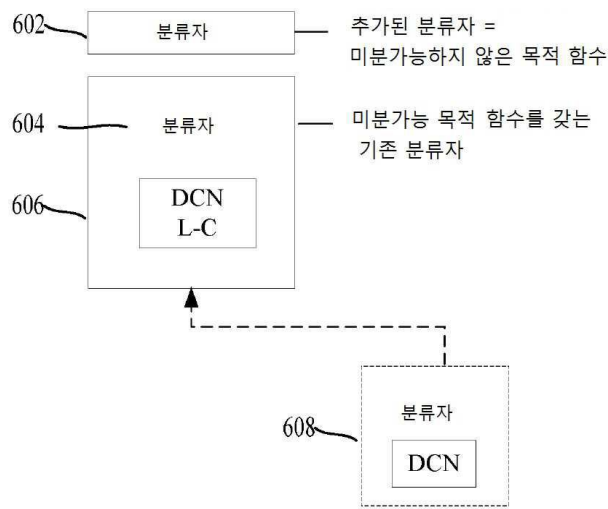 602
분류자
추가된 분류자 =
미분가능하지 않은 목적 함수
604
분류자
미분가능 목적 함수를 갖는
기존 분류자
606
DCN
L-C
608
분류자
DCN